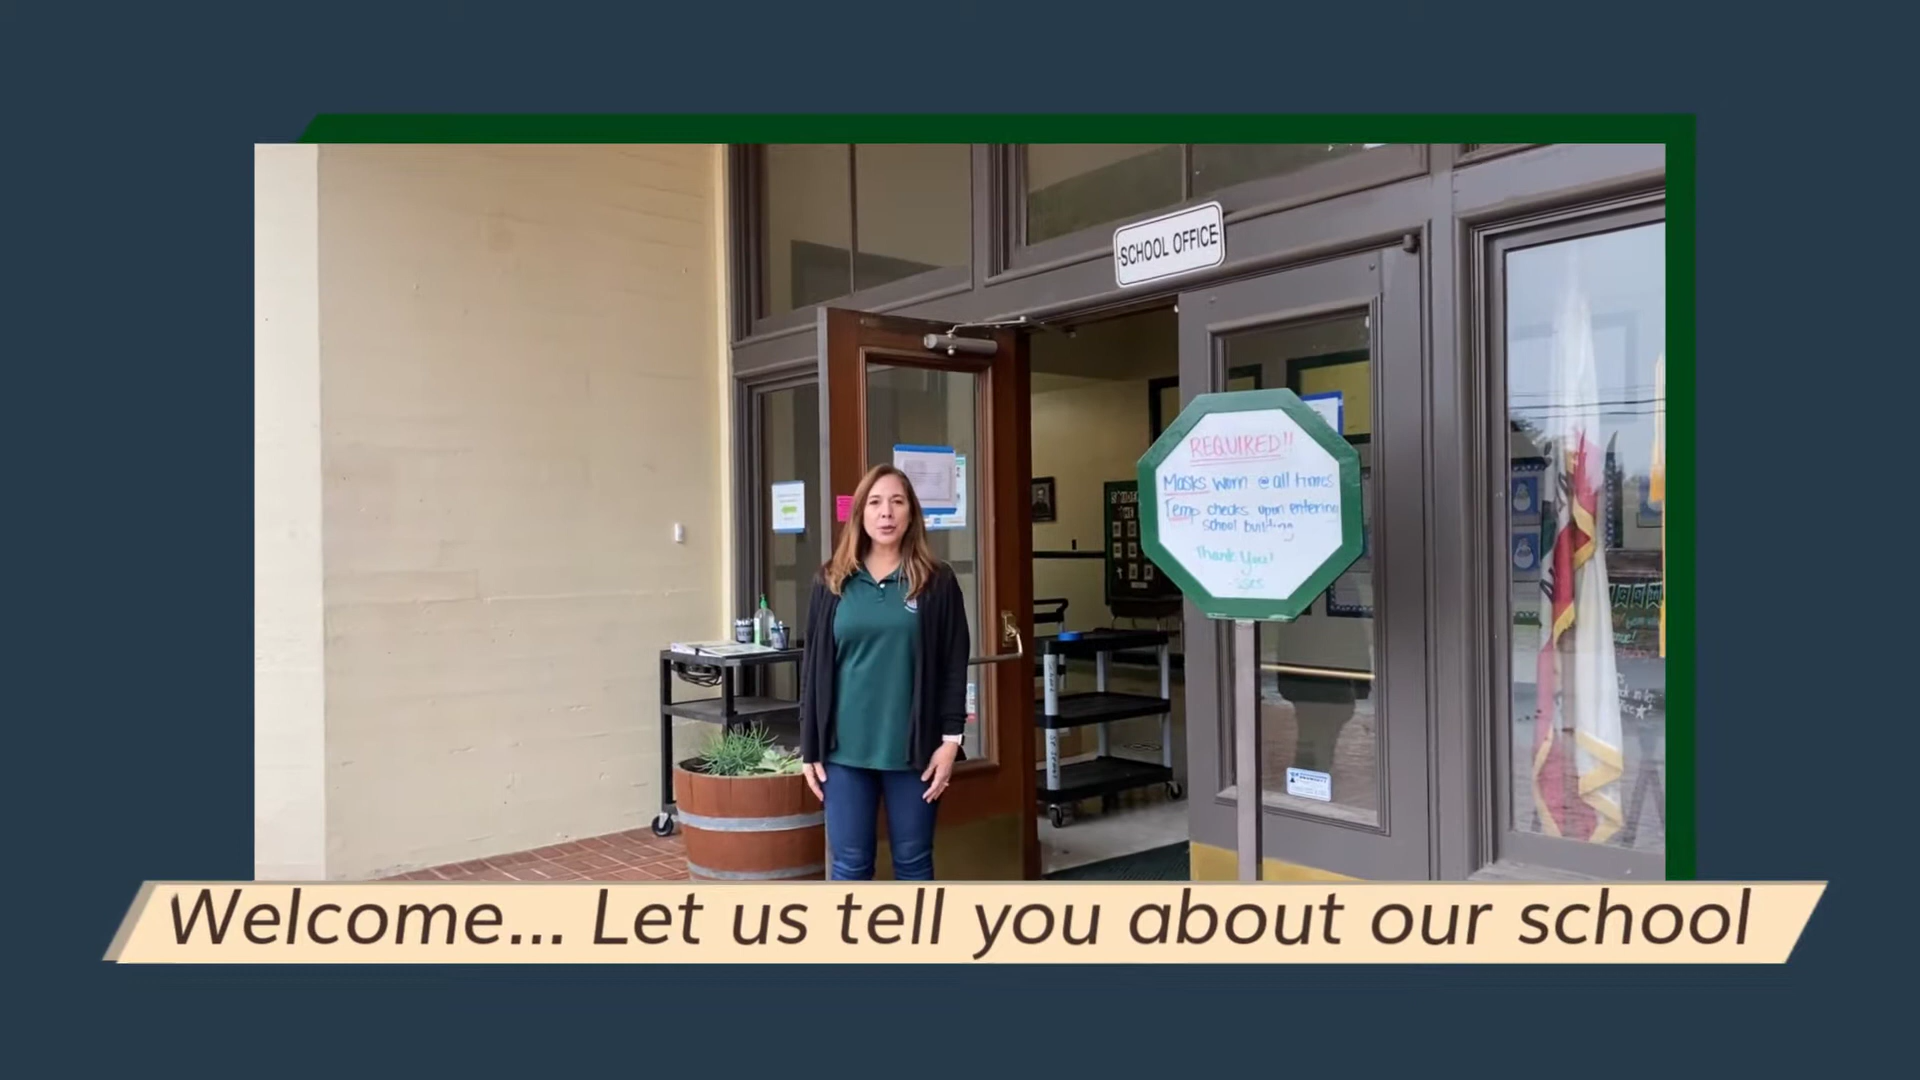 SCHOOL OFFICE
REQUIRED!!
Masks worn @ all times
Temp checks upon entering
school building
Thank You!
-SSCS
Welcome... Let us tell you about our school